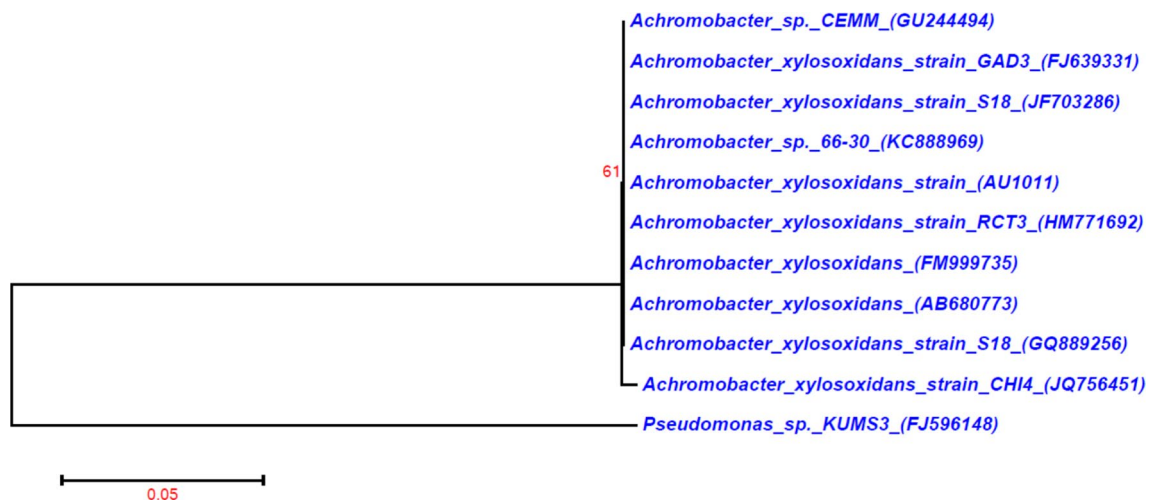 Achromobacter_sp._CEMM_(GU244494)
Achromobacter_xylosoxidans_strain_GAD3_(FJ639331)
Achromobacter_xylosoxidans_strain_S18_(JF703286)
Achromobacter_sp._66-30_(KC888969)
61
Achromobacter_xylosoxidans_strain_(AU1011)
Achromobacter_xylosoxidans_strain_RCT3_(HM771692)
Achromobacter_xylosoxidans_(FM999735)
Achromobacter_xylosoxidans_(AB680773)
Achromobacter_xylosoxidans_strain_S18_(GQ889256)
Achromobacter_xylosoxidans_strain_CHI4_(JQ756451)
Pseudomonas_sp._KUMS3_(FJ596148)
0.05